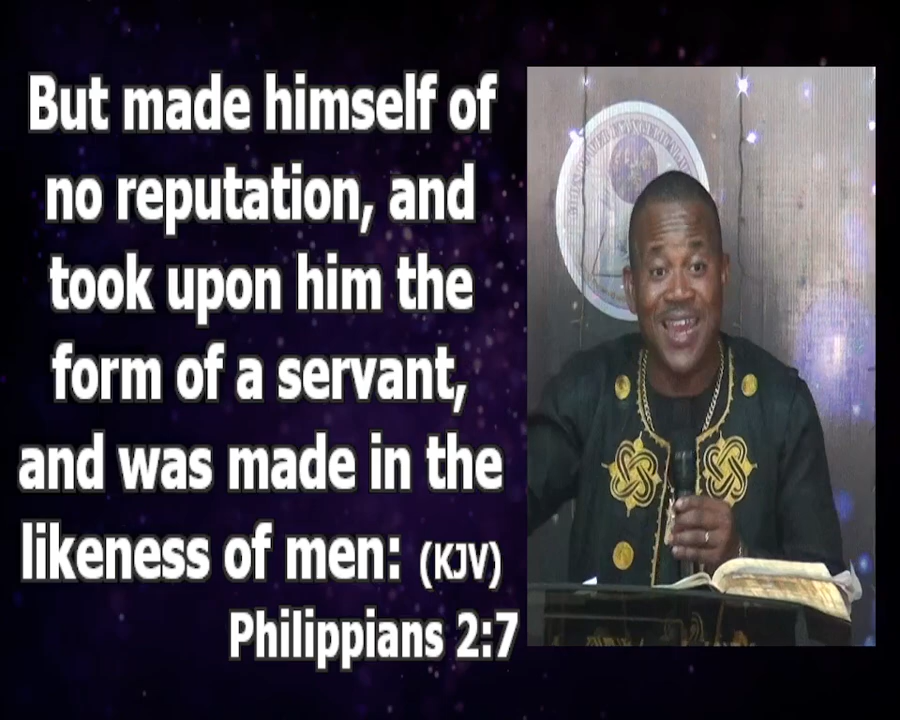 But made himself of
no reputation, and
took upon him the
form of a servant,
and was made in the
likeness of men: (KJV)
Philippians 2:7